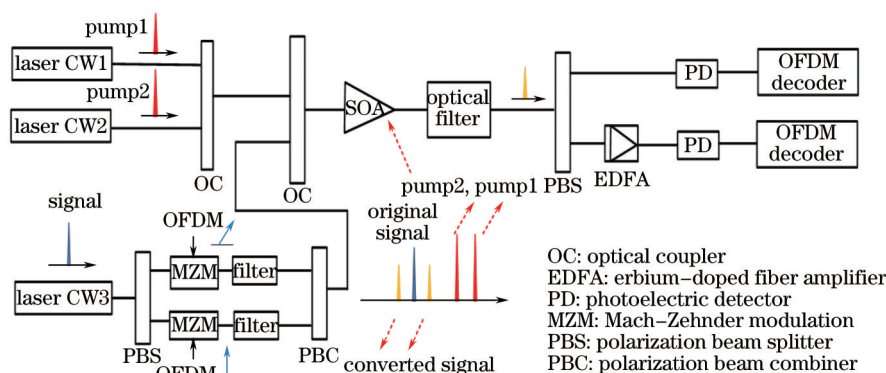 pump1
laser CW1
pump2
laser CW2
OC
OC
SOA
optical
filter
PBS
PD
OFDM
decoder
EDFA
PD
OFDM
decoder
signal
laser CW3
PBS
OFDM
MZM
filter
MZM
filter
OFDM
PBC
original
signal
pump2, pump1
converted signal
OC: optical coupler
EDFA: erbium-doped fiber amplifier
PD: photoelectric detector
MZM: Mach-Zehnder modulation
PBS: polarization beam splitter
PBC: polarization beam combiner